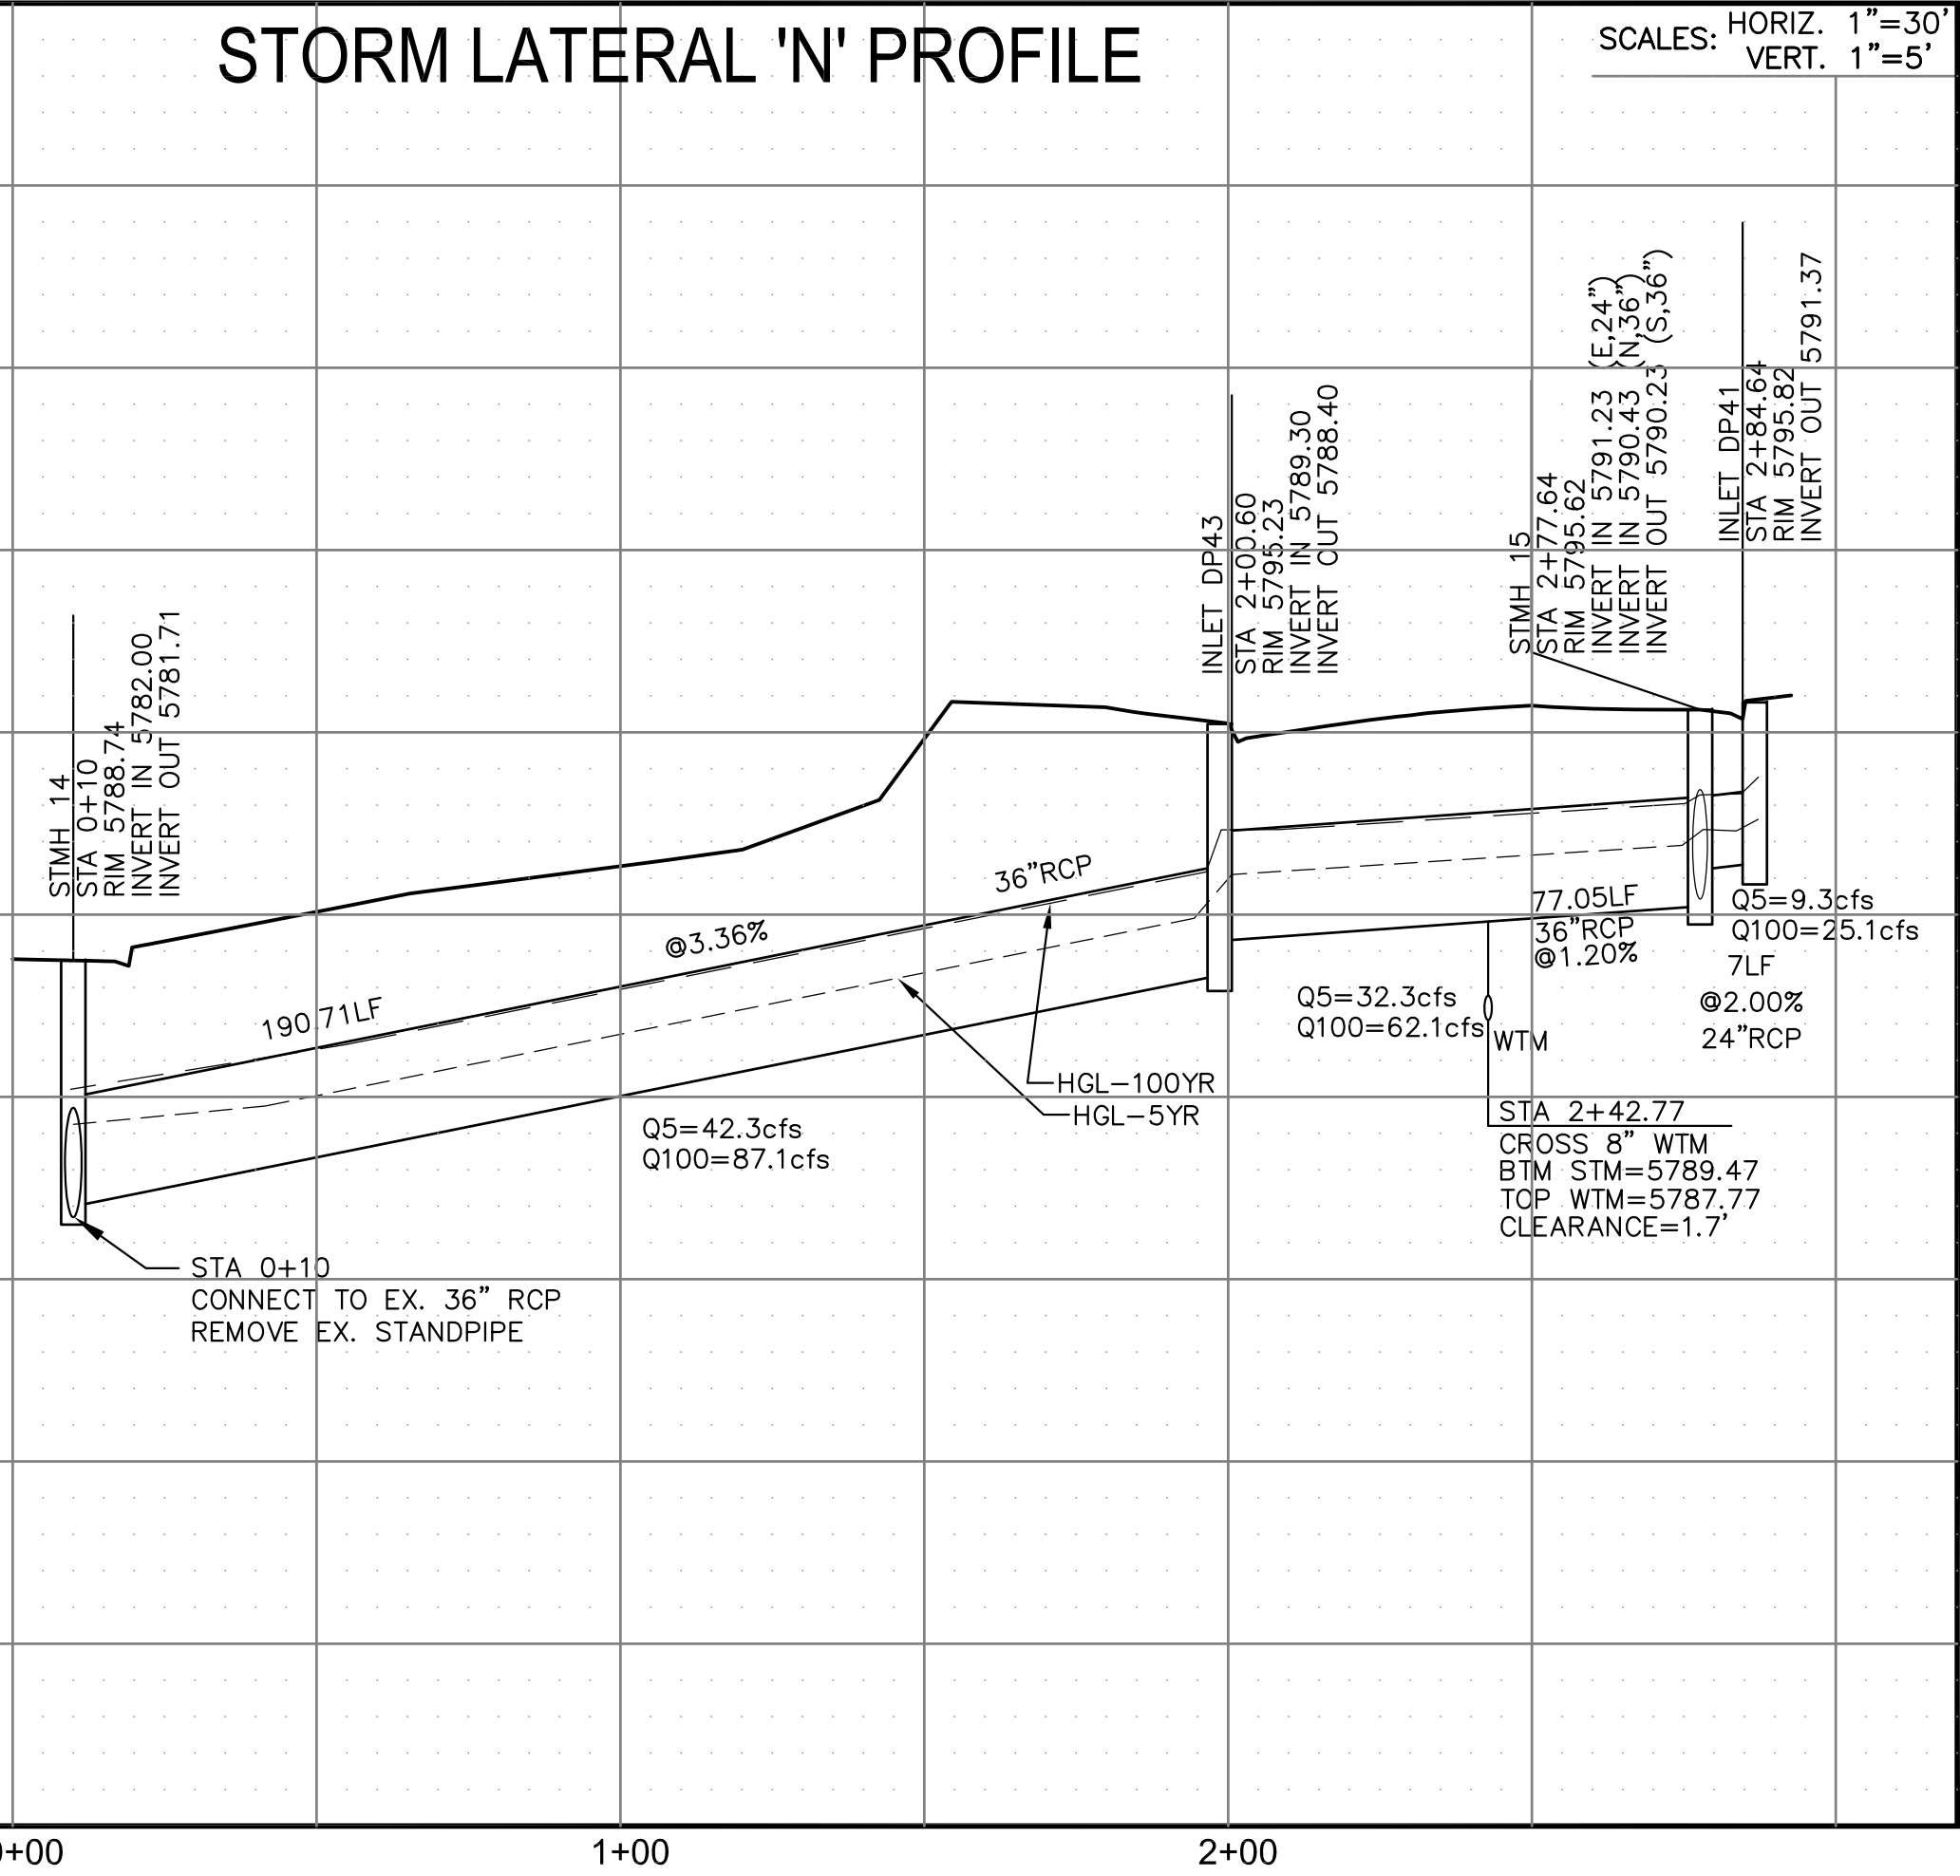 STORM LATERAL 'N' PROFILE
SCALES: HORIZ. 1"=30'
VERT. 1"=5'
STMH 14
STA 0+10
RIM 5788.74
INVERT IN 5782.00
INVERT OUT 5781.71
INLET DP43
STA 2+00.60
RIM 5795.23
INVERT IN 5789.30
INVERT OUT 5788.40
STMH 15
STA 2+77.64
RIM 5795.62
INVERT IN 5791.23 (E,24")
INVERT IN 5790.43 (N,36")
INVERT OUT 5790.23 (S,36")
INLET DP41
STA 2+84.64
RIM 5795.82
INVERT OUT 5791.37
190.71LF
@3.36%
36"RCP
77.05LF
36"RCP
@1.20%
Q5=9.3cfs
Q100=25.1cfs
7LF
@2.00%
24"RCP
Q5=32.3cfs
Q100=62.1cfs
WTM
HGL-100YR
HGL-5YR
Q5=42.3cfs
Q100=87.1cfs
STA 2+42.77
CROSS 8" WTM
BTM STM=5789.47
TOP WTM=5787.77
CLEARANCE=1.7'
STA 0+10
CONNECT TO EX. 36" RCP
REMOVE EX. STANDPIPE
+00
1+00
2+00